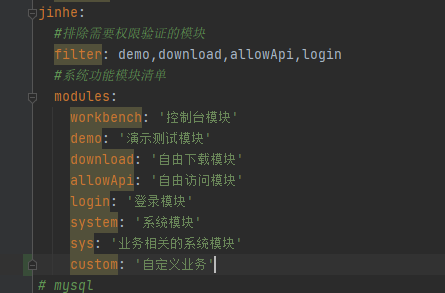 jinhe:
#排除需要权限验证的模块
filter: demo,download,allowApi,login
#系统功能模块清单
modules:
workbench: '控制台模块'
demo: '演示测试模块'
download: '自由下载模块'
allowApi: '自由访问模块'
login: '登录模块'
system: '系统模块'
sys: '业务相关的系统模块'
custom: '自定义业务'
# mysql